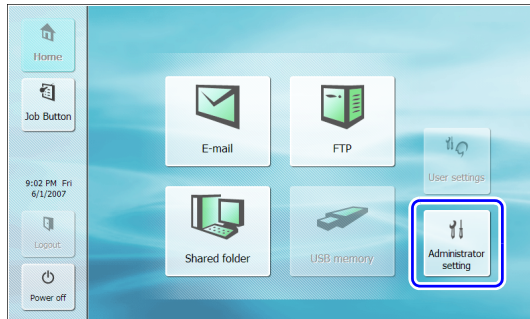 Home
Job Button
9:02 PM Fri
6/1/2007
Logout
Power off
E-mail
FTP
Shared folder
USB memory
User settings
Administrator
setting